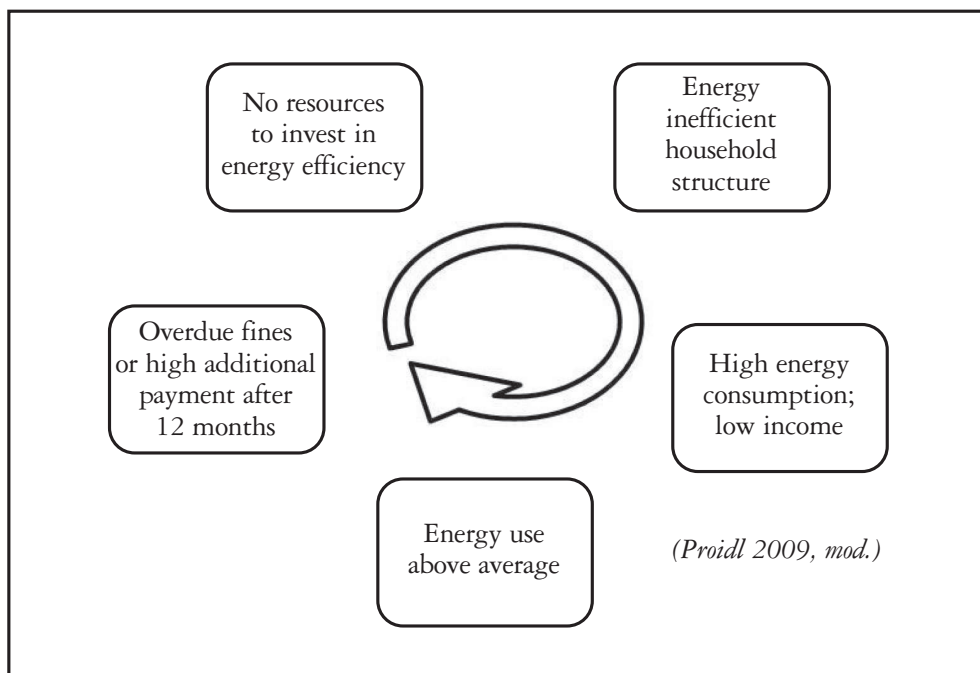 No resources
to invest in
energy efficiency
Energy
inefficient
household
structure
Overdue fines
or high additional
payment after
12 months
High energy
consumption;
low income
Energy use
above average
(Proidl 2009, mod.)